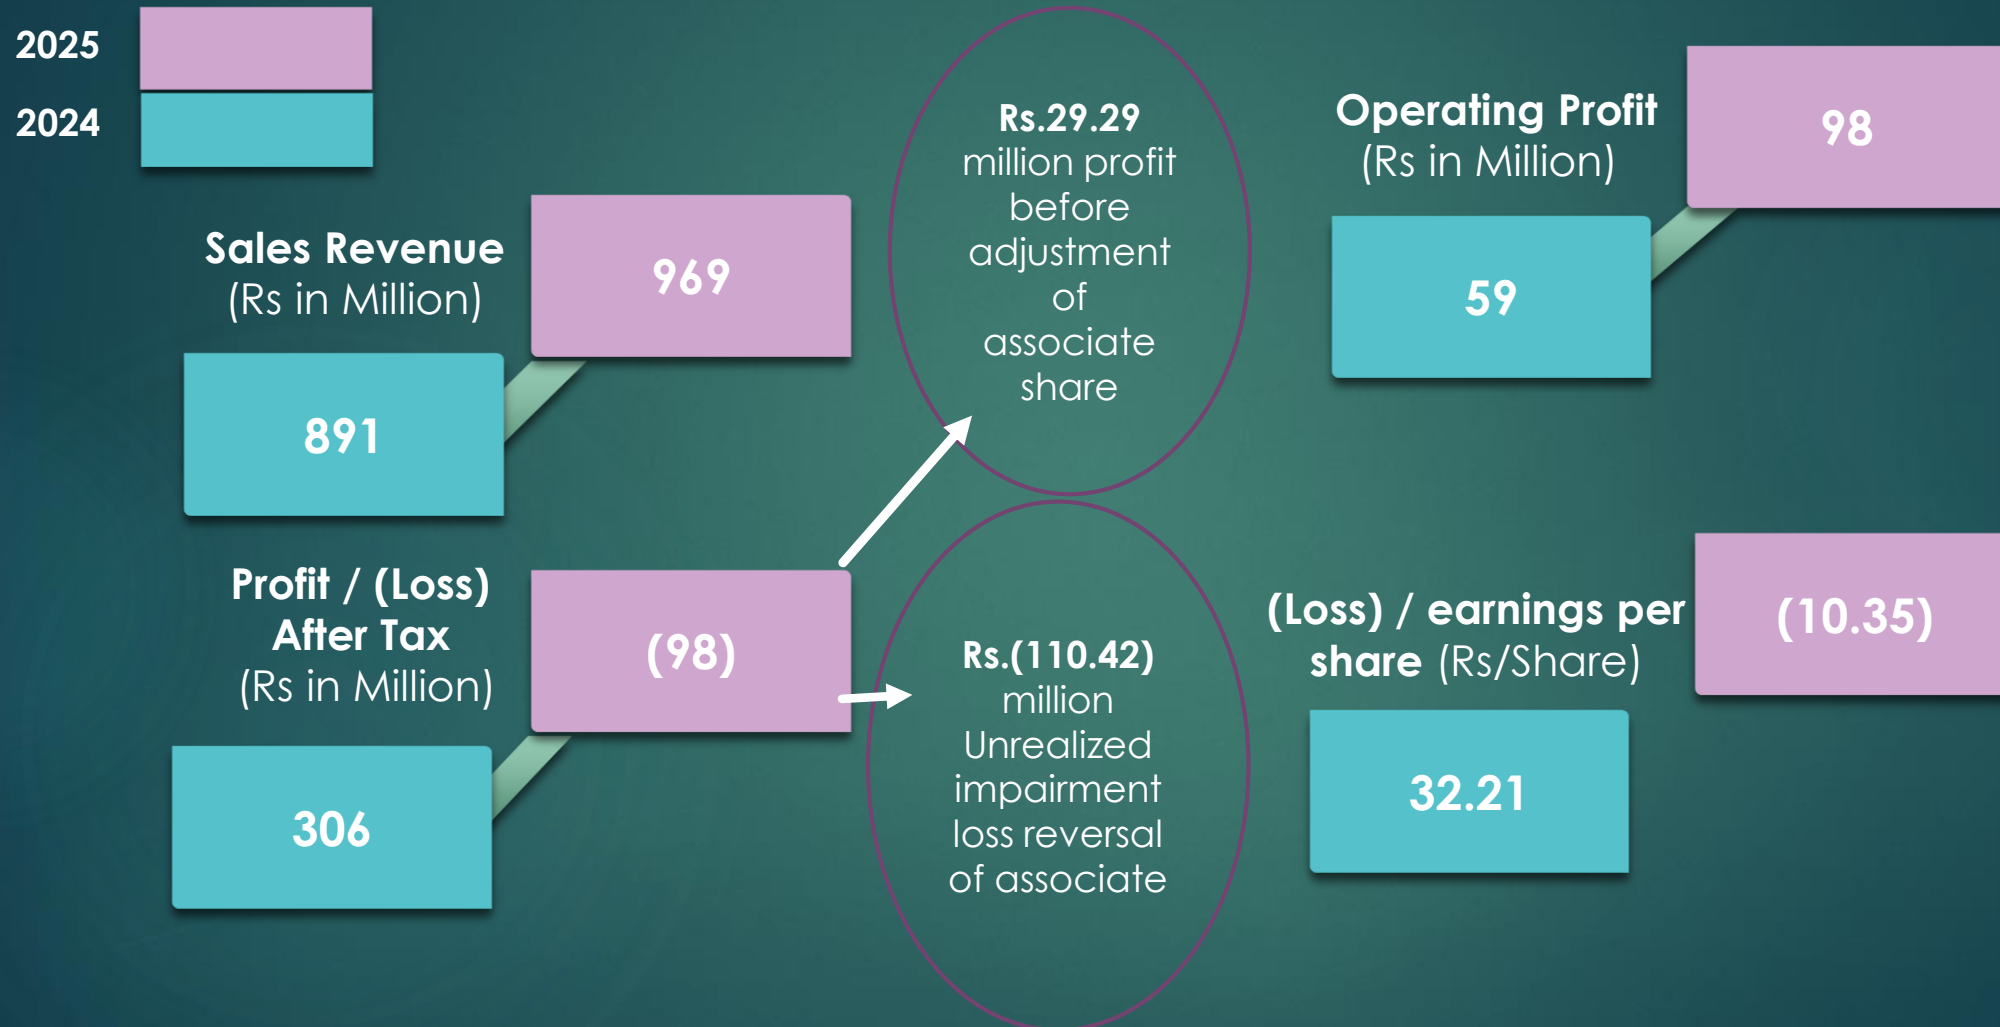 2025
2024
Sales Revenue
(Rs in Million)
969
891
Profit / (Loss)
After Tax
(Rs in Million)
(98)
306
Rs.29.29
million profit
before
adjustment
of
associate
share
Rs.(110.42)
million
Unrealized
impairment
loss reversal
of associate
Operating Profit
(Rs in Million)
98
59
(Loss) / earnings per
share (Rs/Share)
(10.35)
32.21